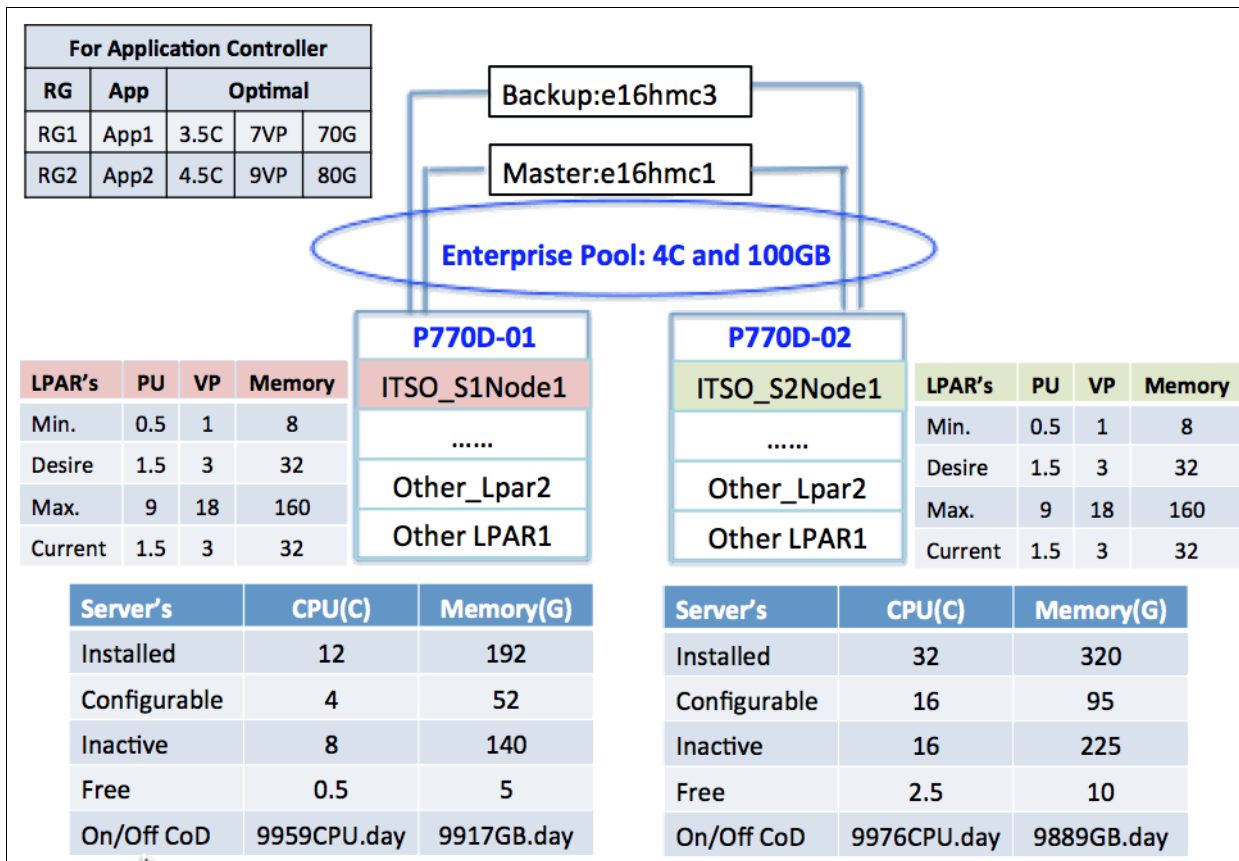 For Application Controller
RG App Optimal
RG1 App1 3.5C 7VP 70G
RG2 App2 4.5C 9VP 80G
Backup:e16hmc3
Master:e16hmc1
Enterprise Pool: 4C and 100GB
P770D-01
ITSO_S1Node1
......
Other_Lpar2
Other LPAR1
P770D-02
ITSO_S2Node1
......
Other_Lpar2
Other LPAR1
LPAR's PU VP Memory
Min. 0.5 1 8
Desire 1.5 3 32
Max. 9 18 160
Current 1.5 3 32
LPAR's PU VP Memory
Min. 0.5 1 8
Desire 1.5 3 32
Max. 9 18 160
Current 1.5 3 32
Server's CPU(C) Memory(G)
Installed 12 192
Configurable 4 52
Inactive 8 140
Free 0.5 5
On/Off CoD 9959CPU.day 9917GB.day
Server's CPU(C) Memory(G)
Installed 32 320
Configurable 16 95
Inactive 16 225
Free 2.5 10
On/Off CoD 9976CPU.day 9889GB.day